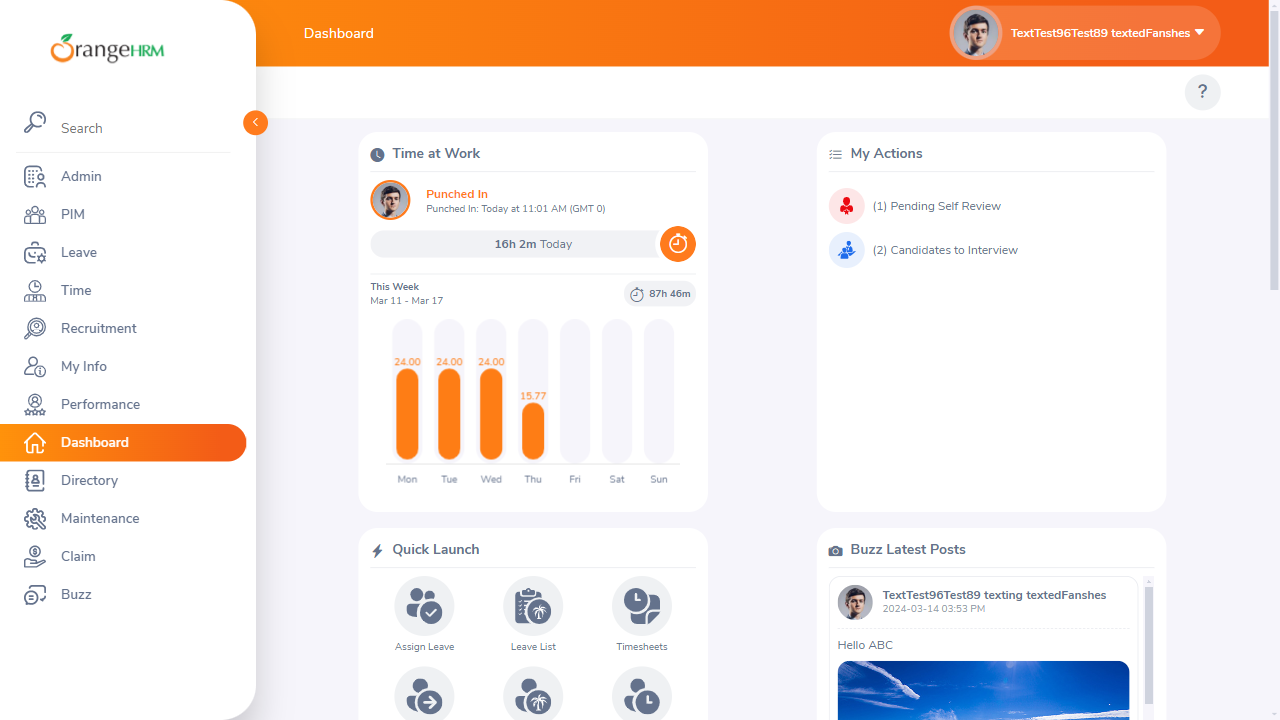 OrangeHRM
Dashboard
TextTest96Test89 textedFanshes
Search
?
Admin
PIM
Leave
Time
Recruitment
My Info
Performance
Dashboard
Directory
Maintenance
Claim
Buzz
Time at Work
Punched In
Punched In: Today at 11:01 AM (GMT 0)
16h 2m Today
This Week
Mar 11 - Mar 17
87h 46m
24.00 24.00 24.00 15.77
Mon Tue Wed Thu Fri Sat Sun
My Actions
(1) Pending Self Review
(2) Candidates to Interview
Quick Launch
Assign Leave
Leave List
Timesheets
Buzz Latest Posts
TextTest96Test89 texting textedFanshes
2024-03-14 03:53 PM
Hello ABC